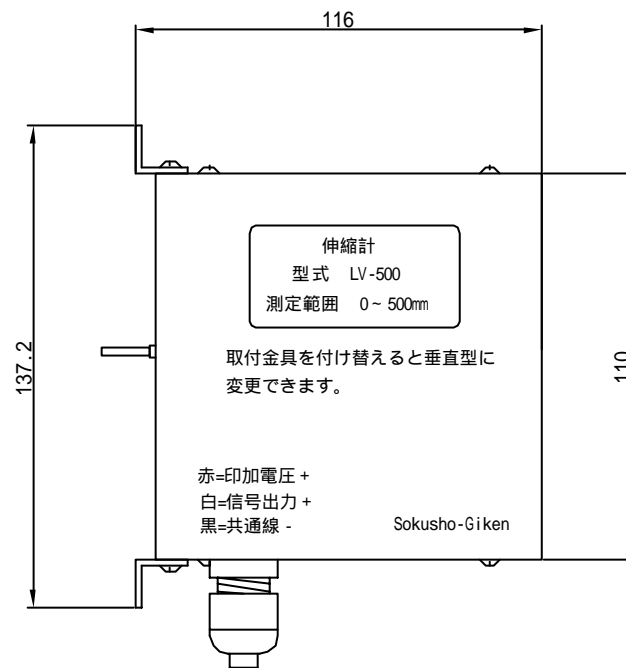 116
137.2
110
伸縮計
型式 LV-500
測定範囲 0~500mm
取付金具を付け替えると垂直型に
変更できます。
赤=印加電圧+
白=信号出力+
黒=共通線-
Sokusho-Giken